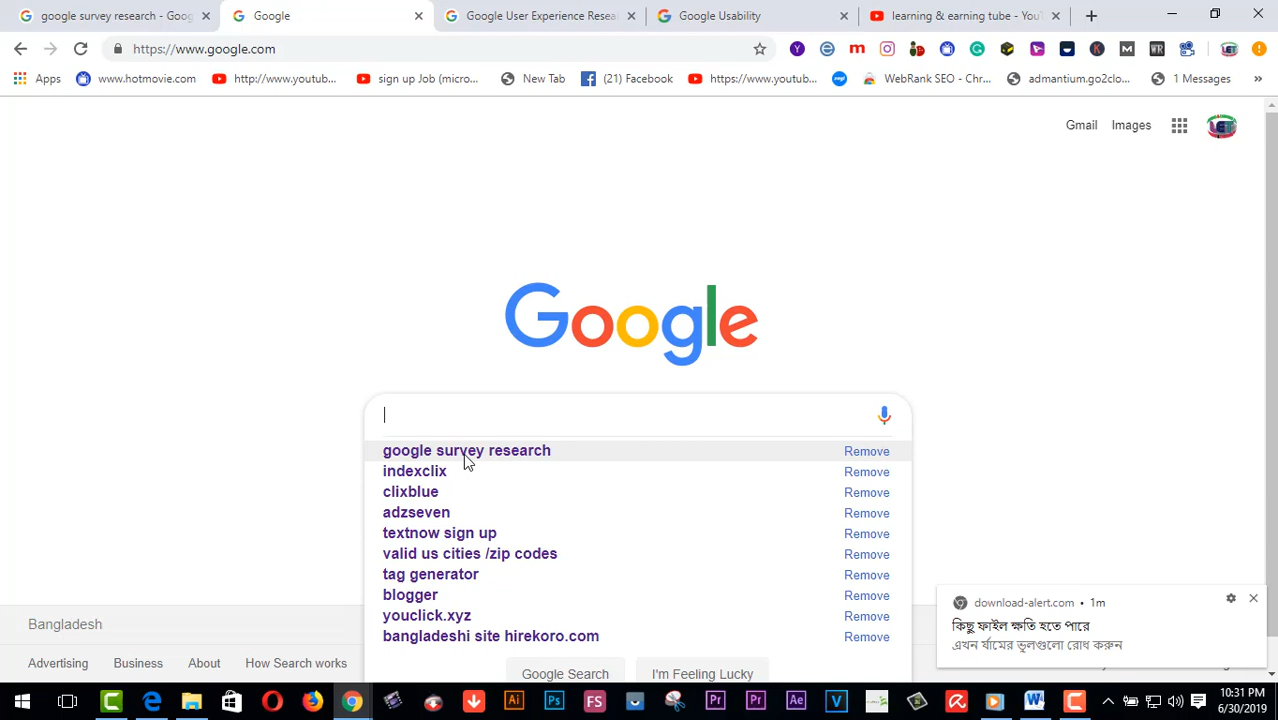 google survey research - Goog
Google
Google User Experience Resea
Google Usability
learning & earning tube - YouT
https://www.google.com
Apps
www.hotmovie.com
http://www.youtub...
sign up Job (micro...
New Tab
(21) Facebook
https://www.youtub...
WebRank SEO - Chr...
admantium.go2clo...
1 Messages
Gmail
Images
Google
google survey research Remove
indexclix Remove
clixblue Remove
adzseven Remove
textnow sign up Remove
valid us cities /zip codes Remove
tag generator Remove
blogger Remove
youclick.xyz Remove
bangladeshi site hirekoro.com Remove
Google Search
I'm Feeling Lucky
download-alert.com • 1m
কিছু ফাইল ক্ষতি হতে পারে
এখন র্ষামের ভুলগুলো রোধ করুন
Bangladesh
Advertising
Business
About
How Search works
10:31 PM
6/30/2019